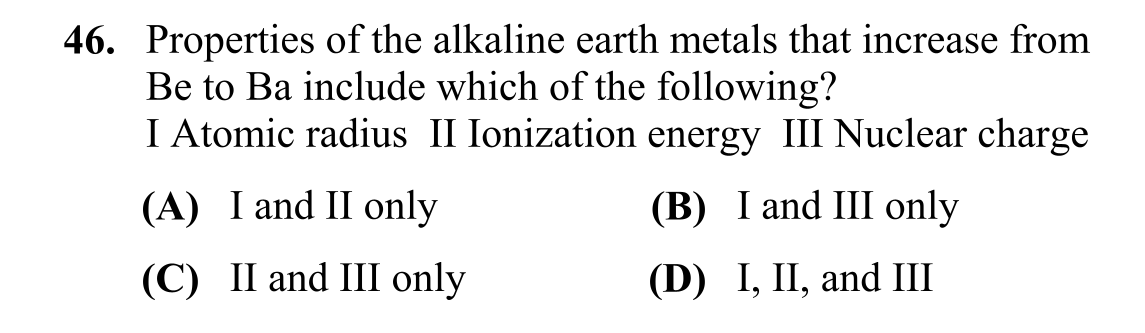 46. Properties of the alkaline earth metals that increase from
Be to Ba include which of the following?
I Atomic radius II Ionization energy III Nuclear charge
(A) I and II only (B) I and III only
(C) II and III only (D) I, II, and III